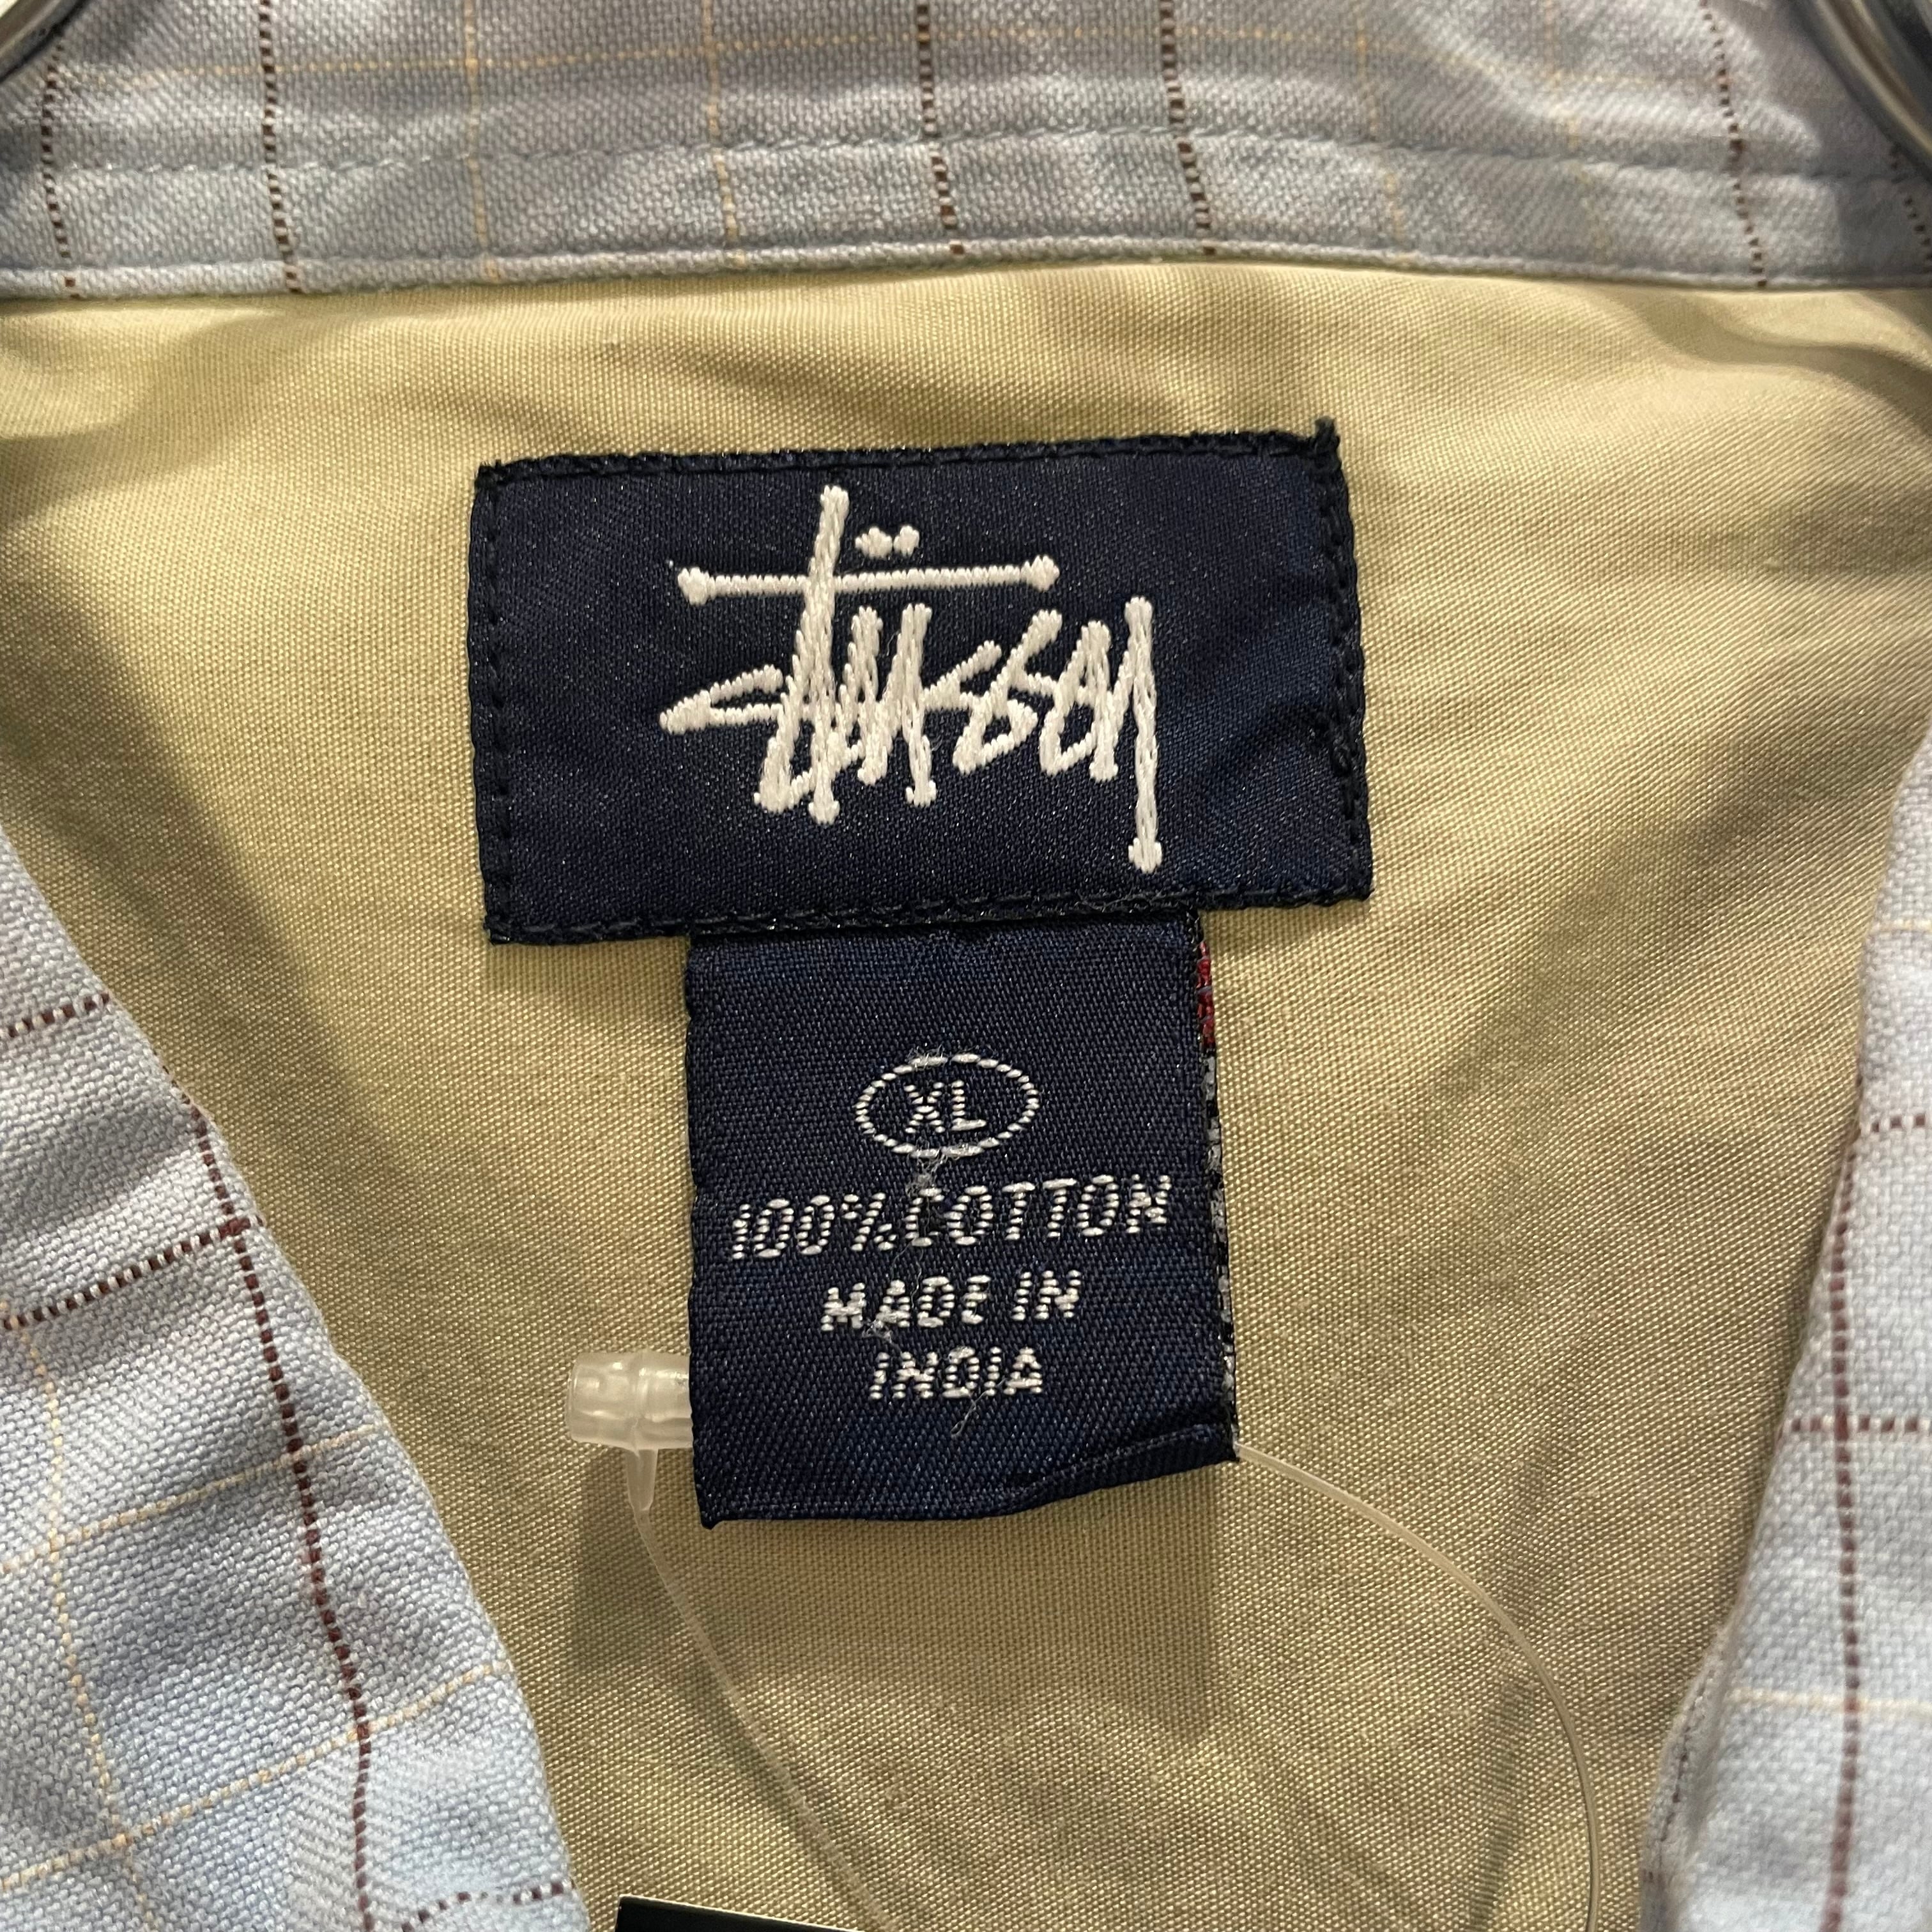 Stüssy
XL
100% COTTON
MADE IN
INDIA